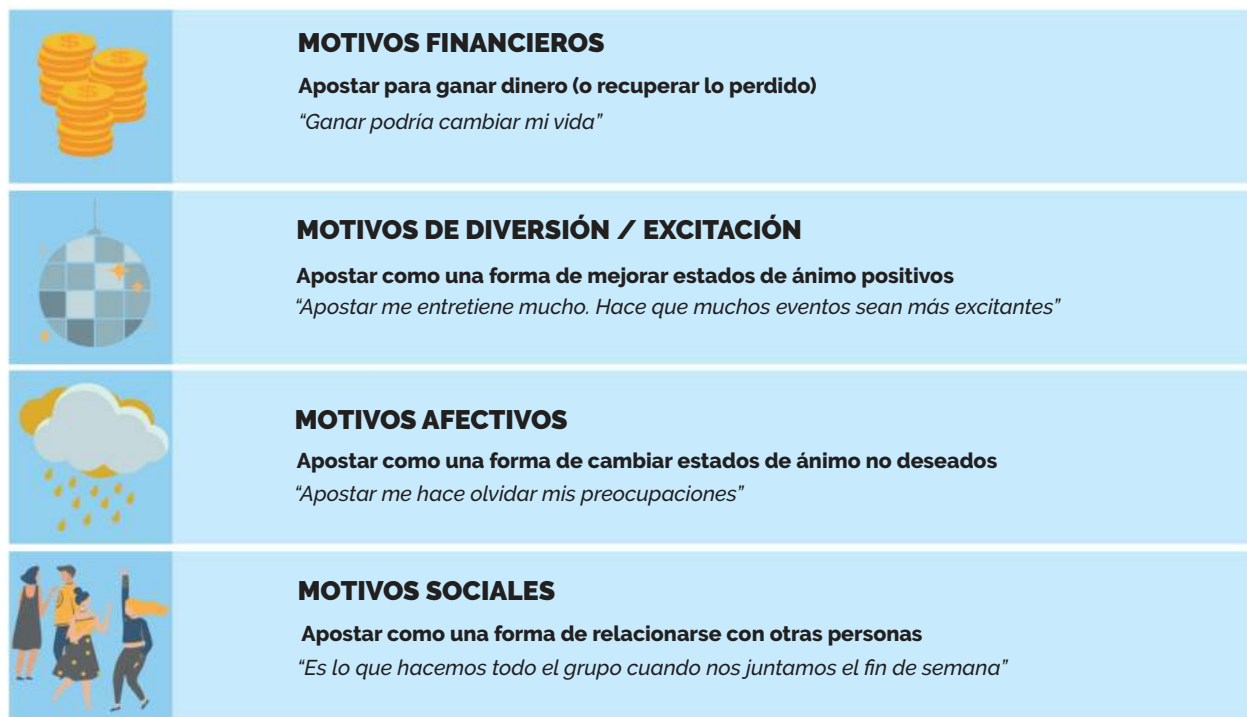 MOTIVOS FINANCIEROS
Apostar para ganar dinero (o recuperar lo perdido)
“Ganar podría cambiar mi vida”
MOTIVOS DE DIVERSIÓN / EXCITACIÓN
Apostar como una forma de mejorar estados de ánimo positivos
“Apostar me entretiene mucho. Hace que muchos eventos sean más excitantes”
MOTIVOS AFECTIVOS
Apostar como una forma de cambiar estados de ánimo no deseados
“Apostar me hace olvidar mis preocupaciones”
MOTIVOS SOCIALES
Apostar como una forma de relacionarse con otras personas
“Es lo que hacemos todo el grupo cuando nos juntamos el fin de semana”